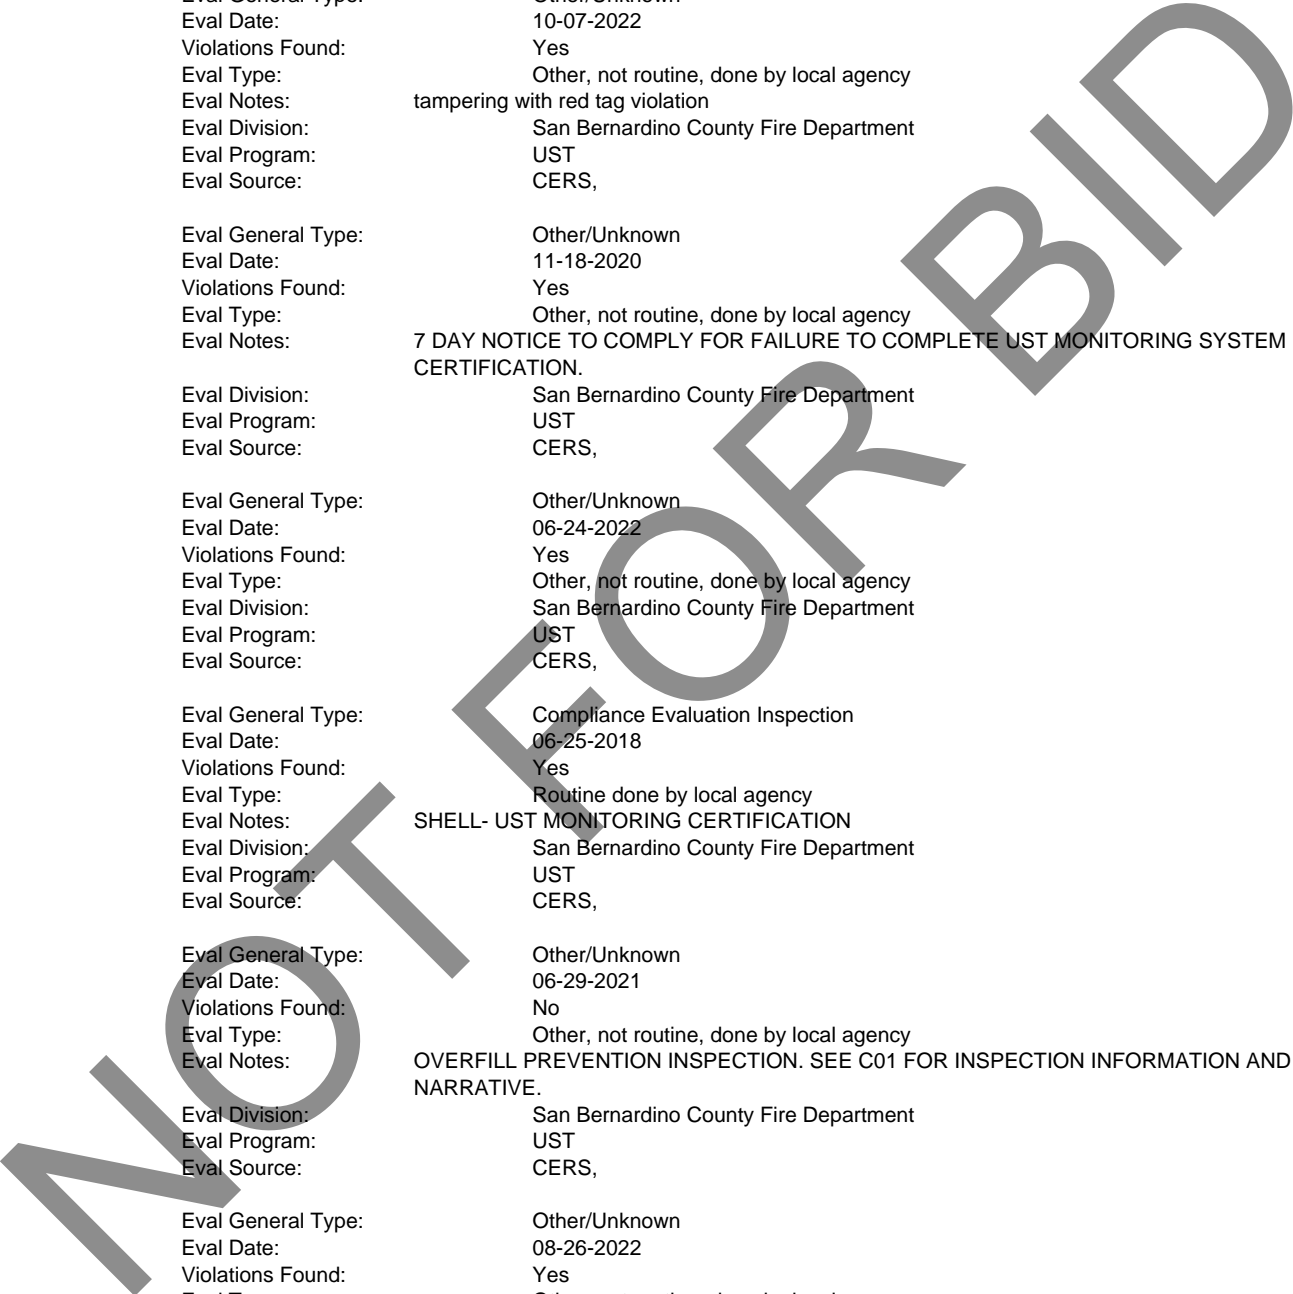 Eval General Type: Other/Unknown
Eval Date: 10-07-2022
Violations Found: Yes
Eval Type: Other, not routine, done by local agency
Eval Notes: tampering with red tag violation
Eval Division: San Bernardino County Fire Department
Eval Program: UST
Eval Source: CERS,
Eval General Type: Other/Unknown
Eval Date: 11-18-2020
Violations Found: Yes
Eval Type: Other, not routine, done by local agency
Eval Notes: 7 DAY NOTICE TO COMPLY FOR FAILURE TO COMPLETE UST MONITORING SYSTEM
CERTIFICATION.
Eval Division: San Bernardino County Fire Department
Eval Program: UST
Eval Source: CERS,
Eval General Type: Other/Unknown
Eval Date: 06-24-2022
Violations Found: Yes
Eval Type: Other, not routine, done by local agency
Eval Division: San Bernardino County Fire Department
Eval Program: UST
Eval Source: CERS,
Eval General Type: Compliance Evaluation Inspection
Eval Date: 06-25-2018
Violations Found: Yes
Eval Type: Routine done by local agency
Eval Notes: SHELL- UST MONITORING CERTIFICATION
Eval Division: San Bernardino County Fire Department
Eval Program: UST
Eval Source: CERS,
Eval General Type: Other/Unknown
Eval Date: 06-29-2021
Violations Found: No
Eval Type: Other, not routine, done by local agency
Eval Notes: OVERFILL PREVENTION INSPECTION. SEE C01 FOR INSPECTION INFORMATION AND
NARRATIVE.
Eval Division: San Bernardino County Fire Department
Eval Program: UST
Eval Source: CERS,
Eval General Type: Other/Unknown
Eval Date: 08-26-2022
Violations Found: Yes
NOT FOR BID